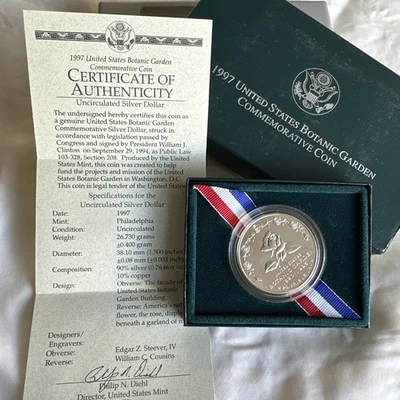 1997 United States Botanic Garden
Commemorative Coin
CERTIFICATE OF
AUTHENTICITY
Uncirculated Silver Dollar
The undersigned hereby certifies this coin as
a genuine United States Botanic Garden
Commemorative Silver Dollar, struck in
accordance with legislation passed by
Congress and signed by President William J.
Clinton on September 29, 1994, as Public Law
103-328, Section 208. Produced by the United
States Mint, this coin was created to help
fund the projects and mission of the United
States Botanic Garden in Washington, D.C.
This coin is legal tender of the United States.
Specifications for the
Uncirculated Silver Dollar
Date: 1997
Mint: Philadelphia
Condition: Uncirculated
Weight: 26.730 grams
±0.400 gram
Diameter: 38.10 mm (1.500 inches)
±0.08 mm (±0.003 inch)
Composition: 90% silver (0.76 troy oz
10% copper
Design: Obverse: The facade of
United States Botanic
Garden Building
Reverse: America's nat
flower, the rose, displa
beneath a garland of
Designers/
Engravers:
Obverse: Edgar Z. Steever, IV
Reverse: William C. Cousins
Philip N. Diehl
Director, United States Mint
1997 UNITED STATES BOTANIC GARDEN
COMMEMORATIVE COIN